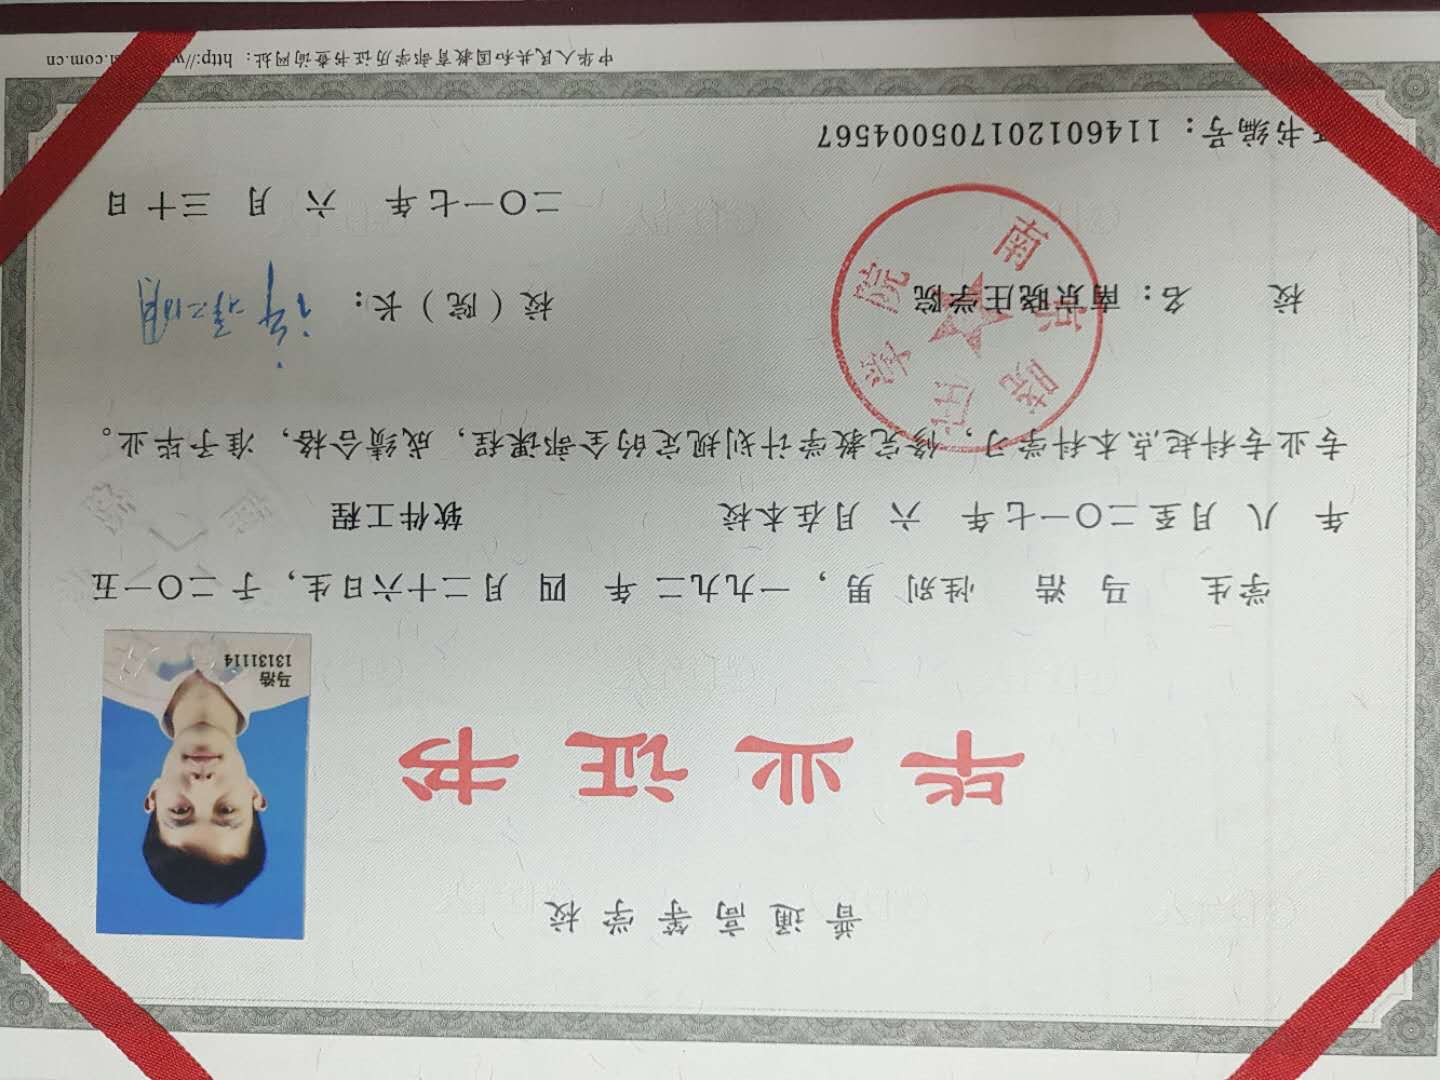 普通高等学校
毕业证书
马浩
13131114
学生 马浩 性别 男，一九九二年 四 月二十六日生，于二〇一五
年 八 月至二〇一七年 六 月在本校 软件工程
专业专科起点本科学习，修完教学计划规定的全部课程，成绩合格，准予毕业。
校 名：南京晓庄学院 校（院）长：
南京晓庄学院
二〇一七年 六 月 三十日
书编号：114601201705004567
中华人民共和国教育部学历证书查询网址：http://w .com.cn